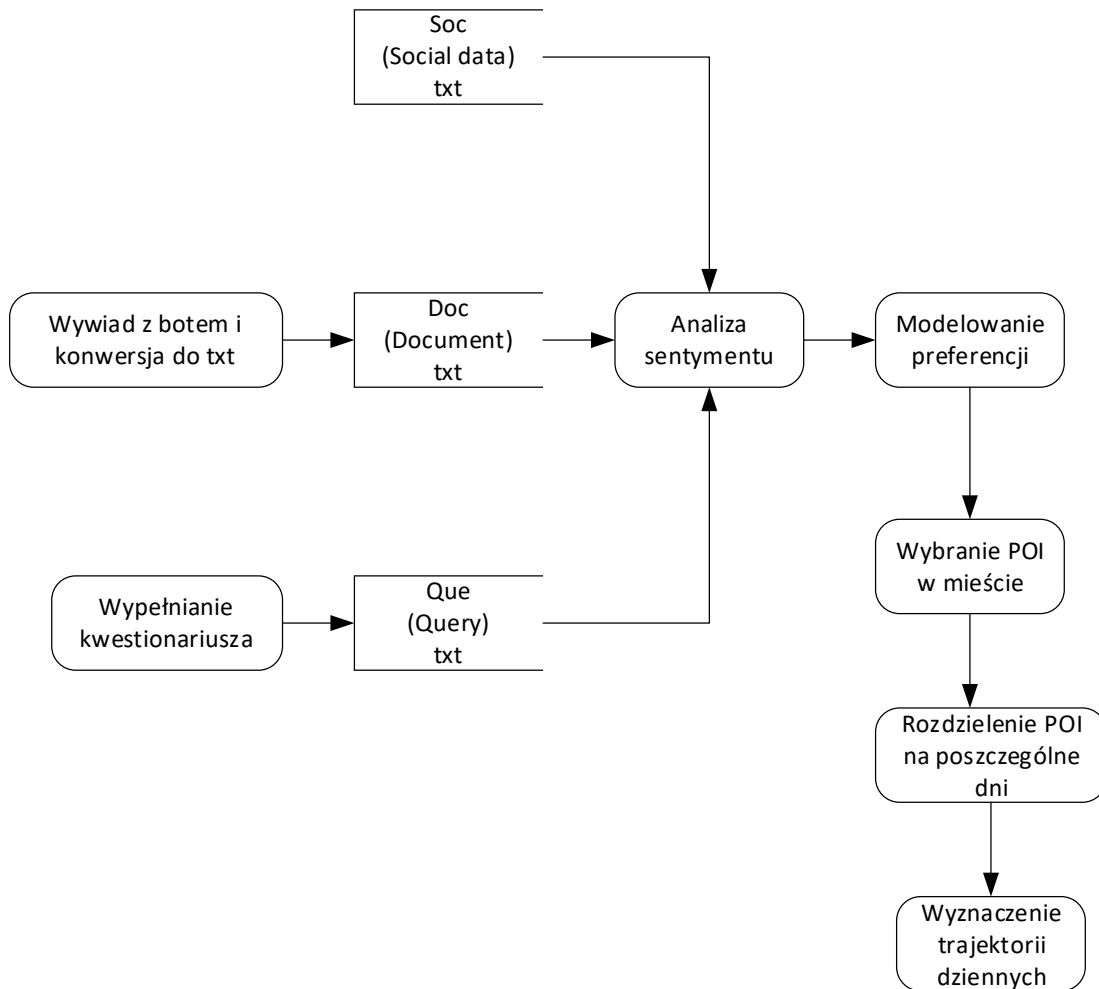 Soc
(Social data)
txt
Wywiad z botem i
konwersja do txt
Doc
(Document)
txt
Analiza
sentymentu
Modelowanie
preferencji
Wybranie POI
w mieście
Wypełnianie
kwestionariusza
Que
(Query)
txt
Rozdzielenie POI
na poszczególne
dni
Wyznaczenie
trajektorii
dziennych